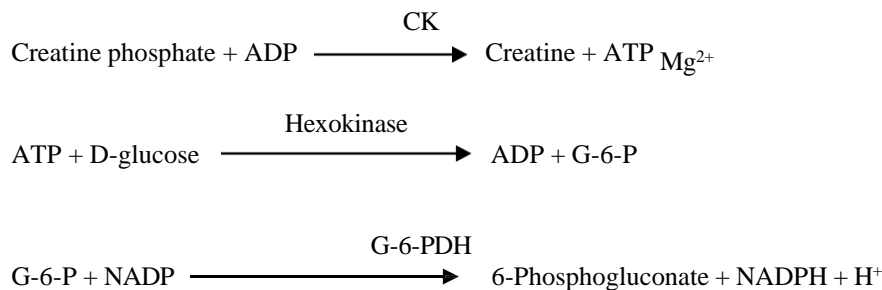 CK
Creatine phosphate + ADP ⟶ Creatine + ATP Mg²⁺
Hexokinase
ATP + D-glucose ⟶ ADP + G-6-P
G-6-PDH
G-6-P + NADP ⟶ 6-Phosphogluconate + NADPH + H⁺